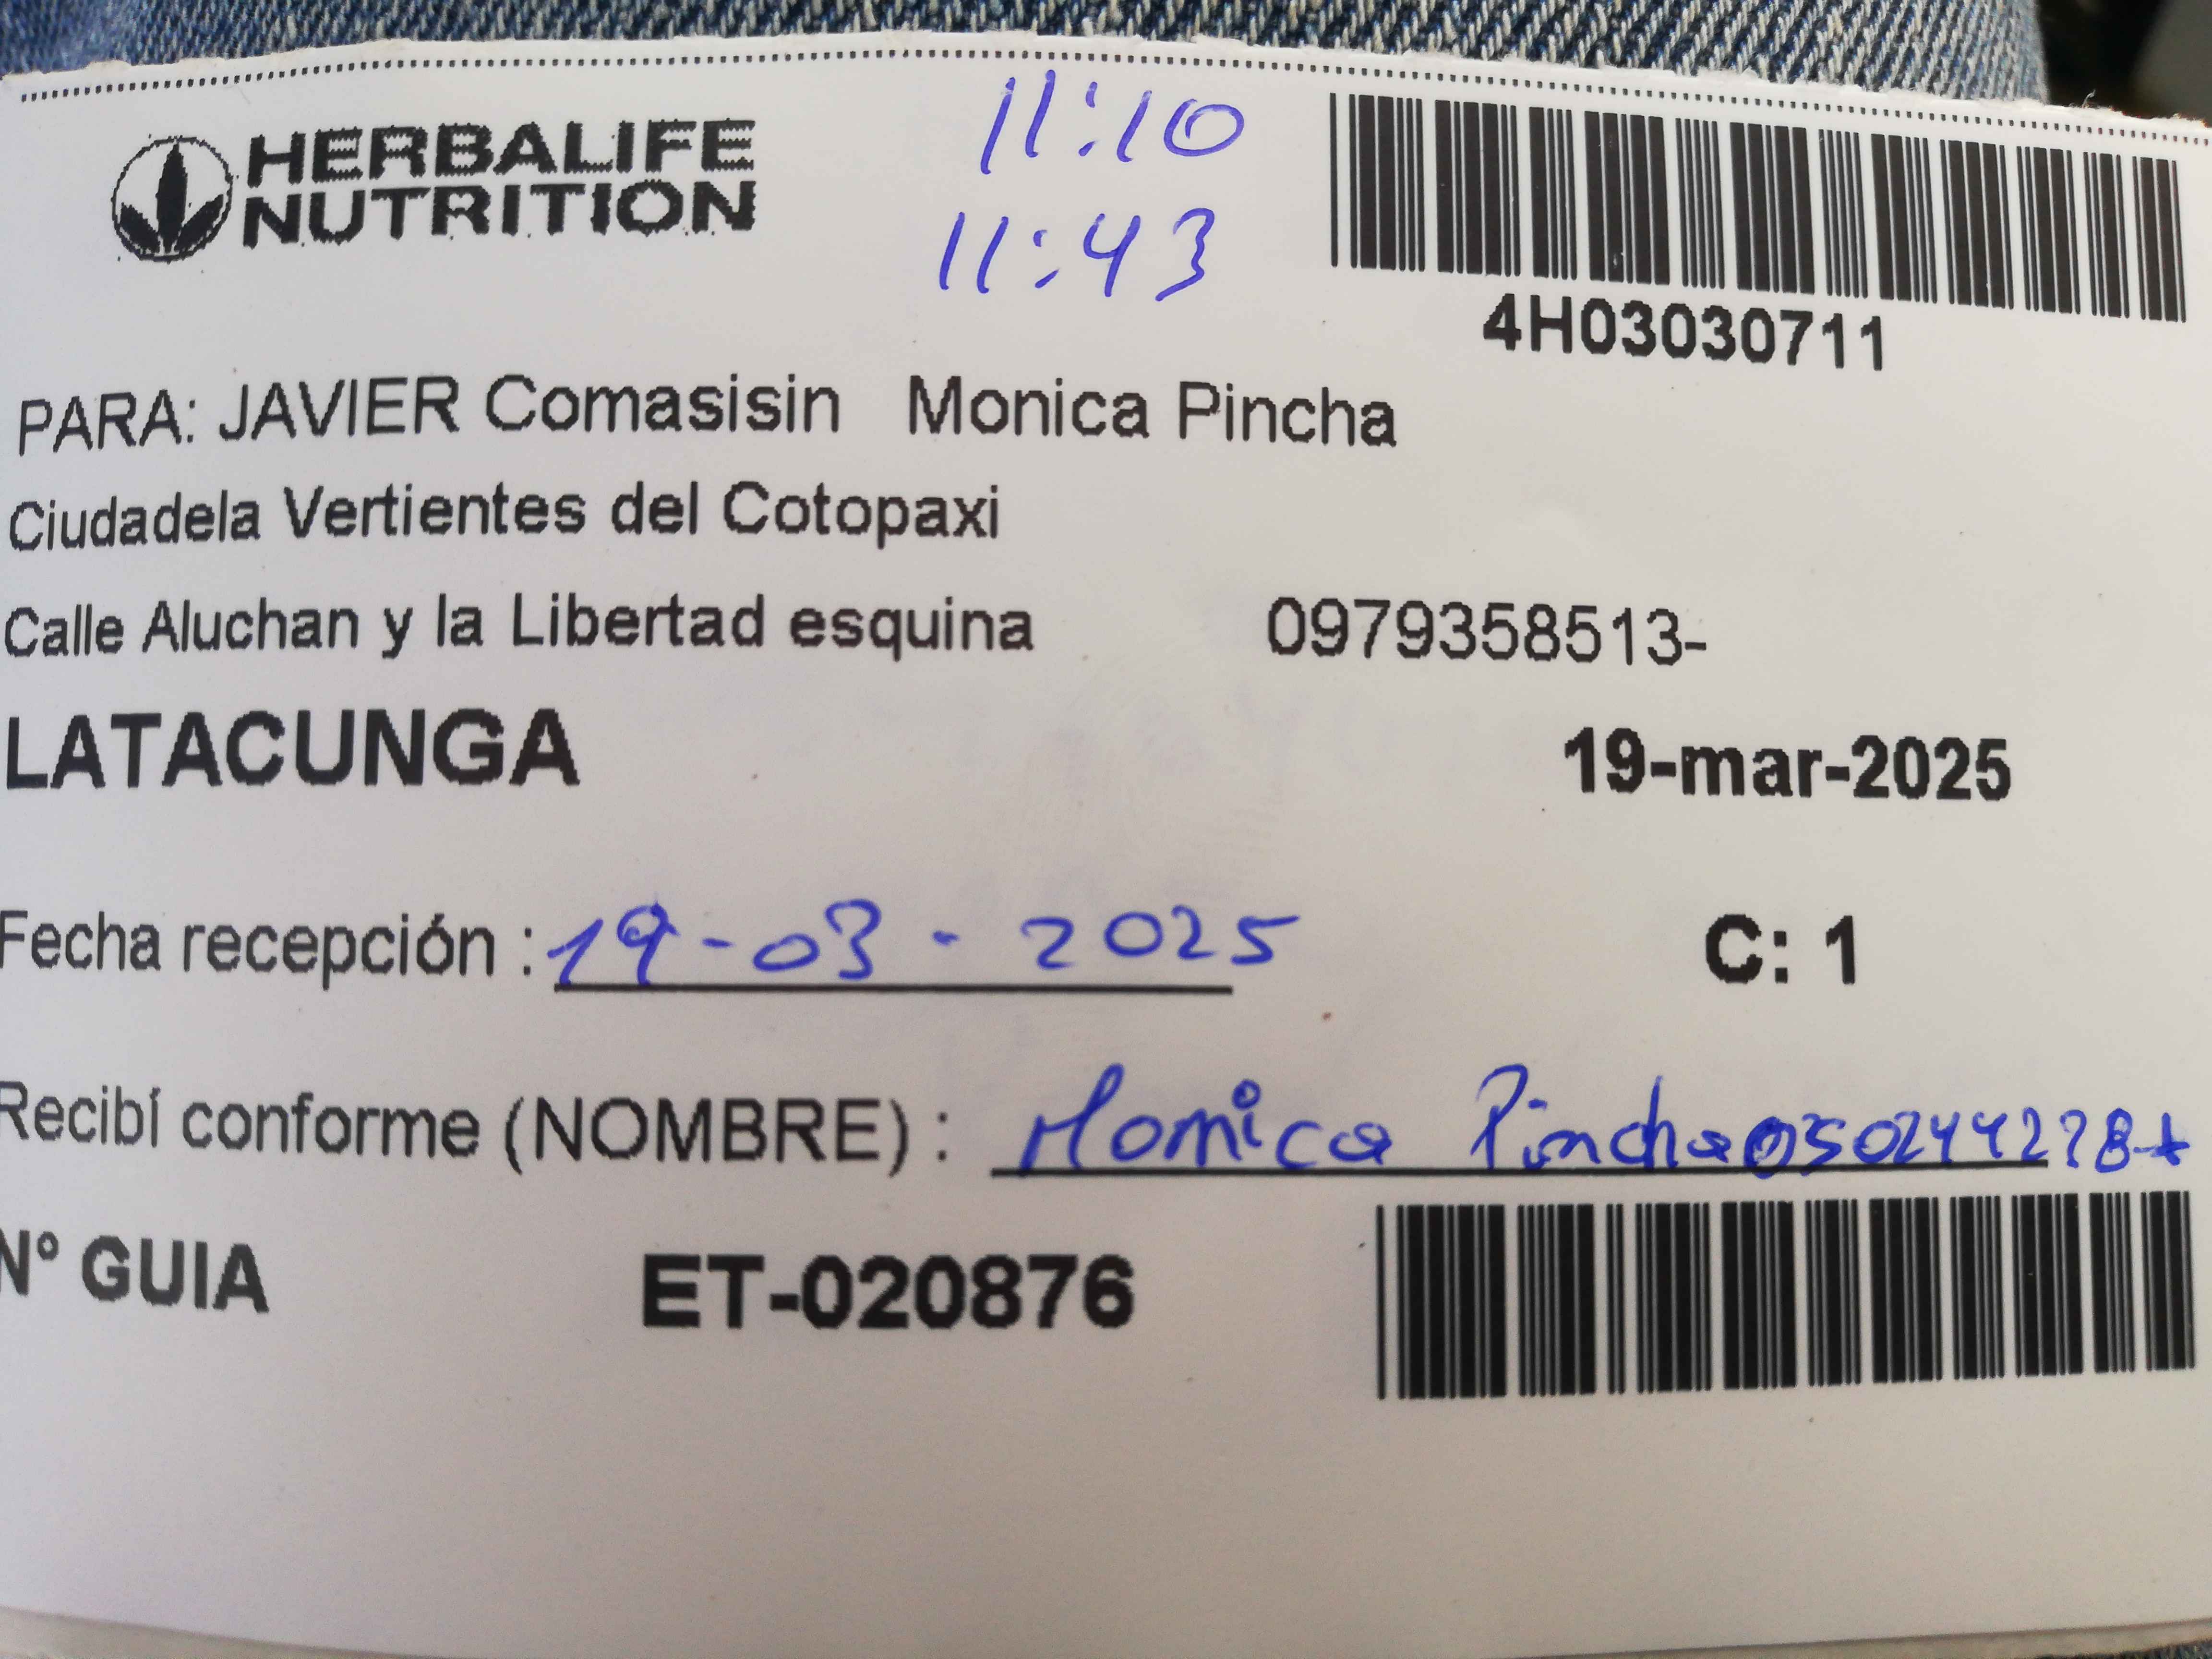 HERBALIFE
NUTRITION
11:10
11:43
4H03030711
PARA: JAVIER Comasisin Monica Pincha
Ciudadela Vertientes del Cotopaxi
Calle Aluchan y la Libertad esquina 0979358513-
LATACUNGA
19-mar-2025
Fecha recepción : 19-03-2025
C: 1
Recibí conforme (NOMBRE) : Monica Pincha
N° GUIA ET-020876